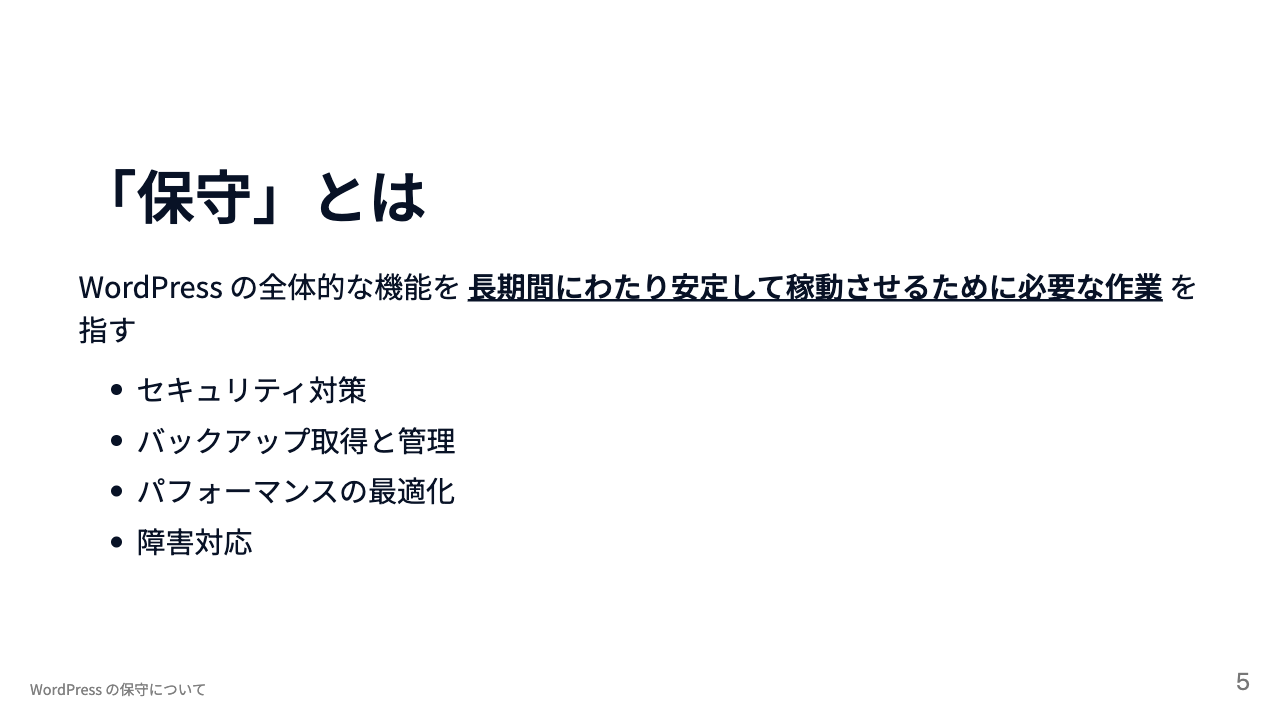 「保守」とは
WordPress の全体的な機能を 長期間にわたり安定して稼動させるために必要な作業 を
指す
• セキュリティ対策
• バックアップ取得と管理
• パフォーマンスの最適化
• 障害対応
WordPress の保守について
5